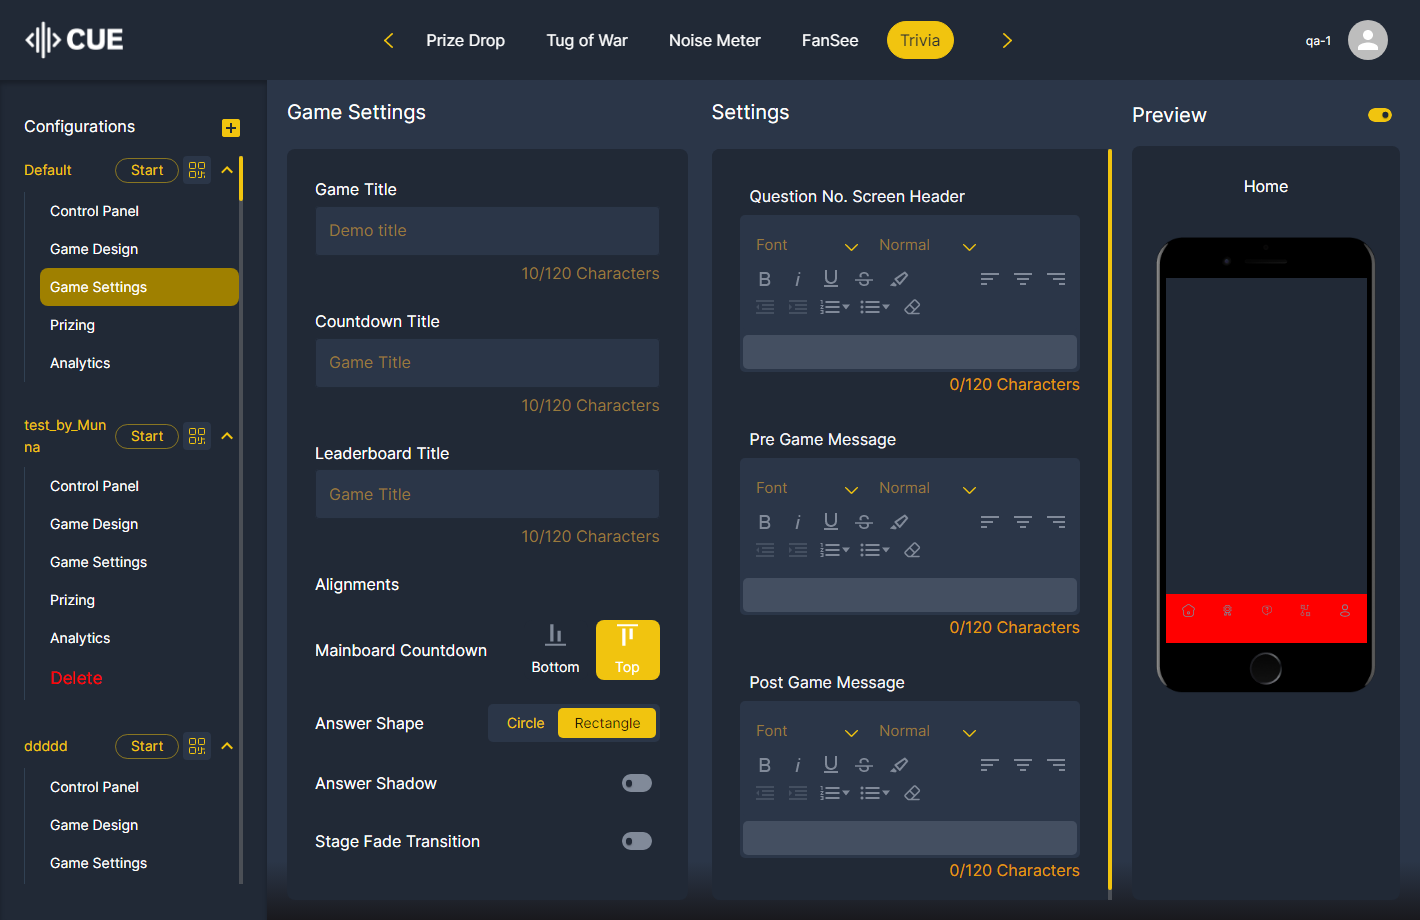 CUE
Prize Drop
Tug of War
Noise Meter
FanSee
Trivia
qa-1
Configurations
Default
Start
Control Panel
Game Design
Game Settings
Prizing
Analytics
test_by_Mun
na
Start
Control Panel
Game Design
Game Settings
Prizing
Analytics
Delete
ddddd
Start
Control Panel
Game Design
Game Settings
Game Settings
Game Title
Demo title
10/120 Characters
Countdown Title
Game Title
10/120 Characters
Leaderboard Title
Game Title
10/120 Characters
Alignments
Mainboard Countdown
Bottom
Top
Answer Shape
Circle
Rectangle
Answer Shadow
Stage Fade Transition
Settings
Question No. Screen Header
Font
Normal
B i U S
0/120 Characters
Pre Game Message
Font
Normal
B i U S
0/120 Characters
Post Game Message
Font
Normal
B i U S
0/120 Characters
Preview
Home